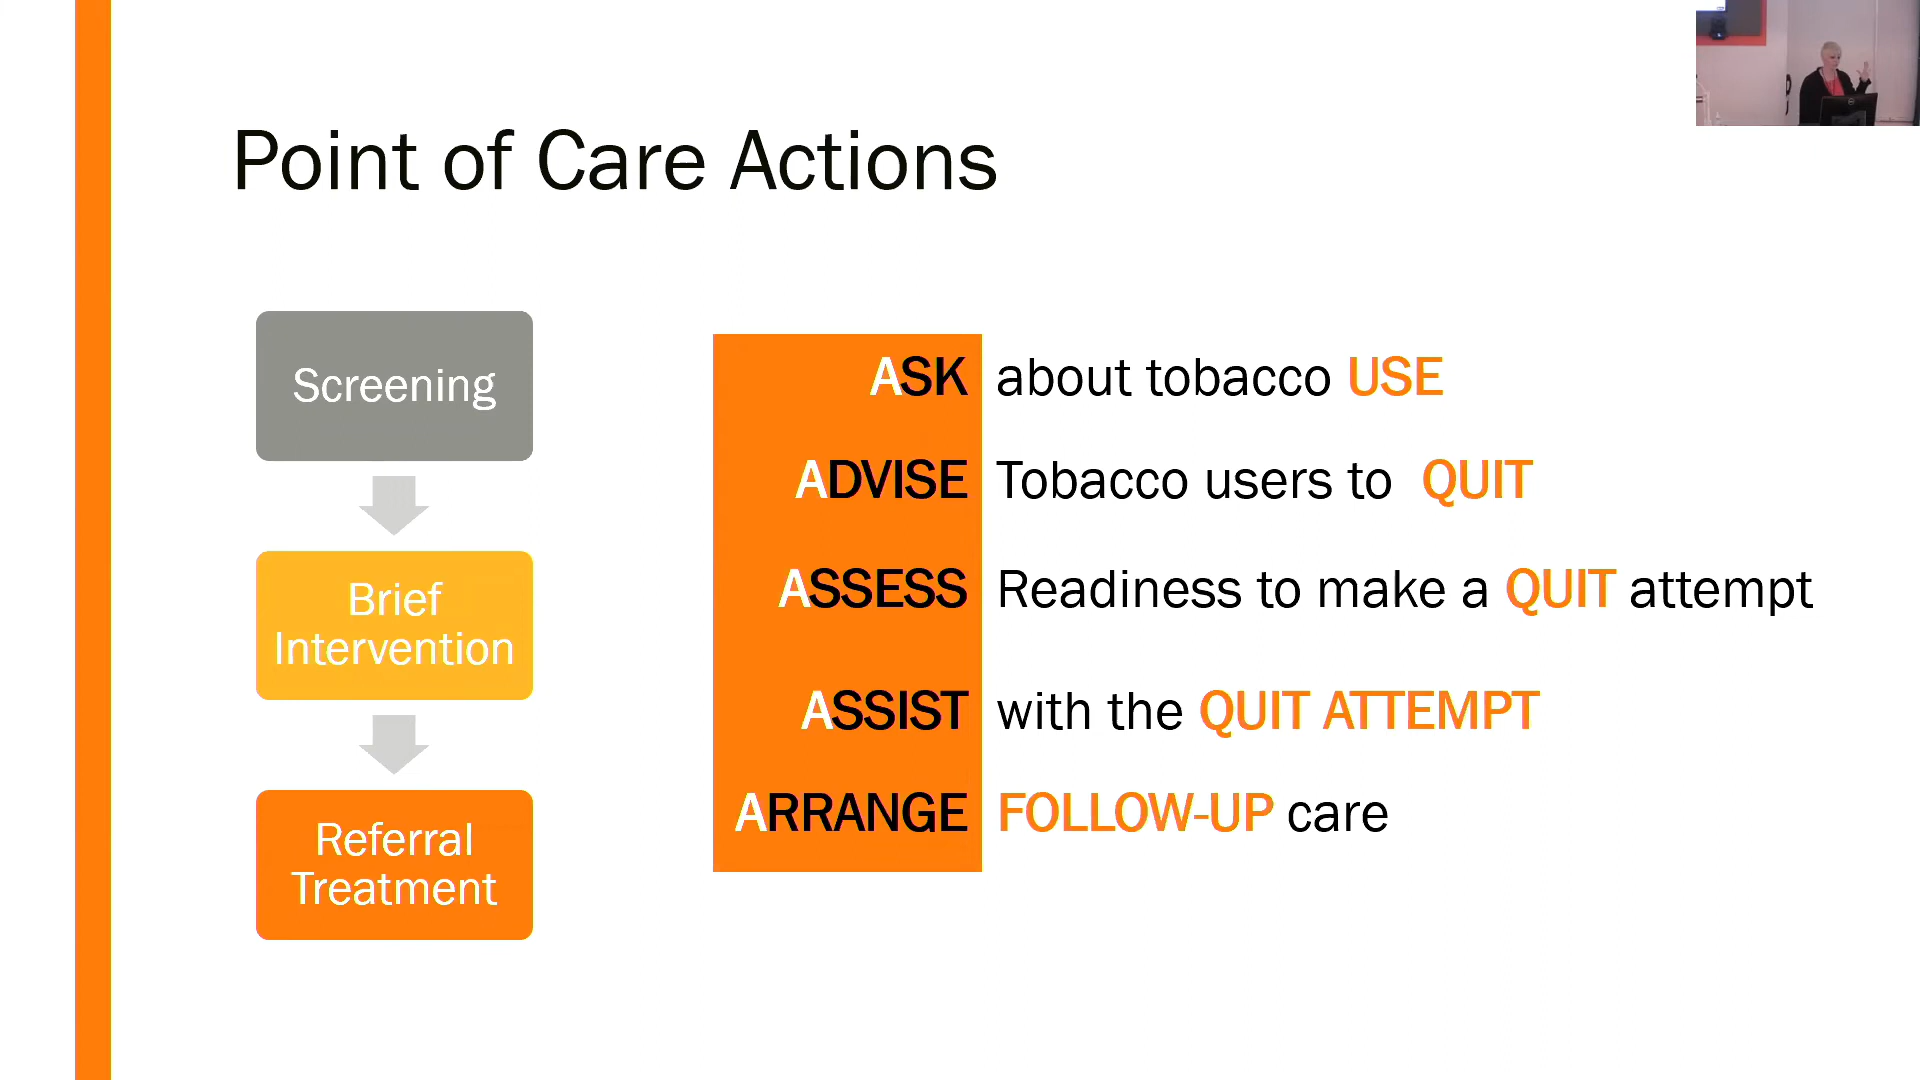 Point of Care Actions
Screening
Brief
Intervention
Referral
Treatment
ASK about tobacco USE
ADVISE Tobacco users to QUIT
ASSESS Readiness to make a QUIT attempt
ASSIST with the QUIT ATTEMPT
ARRANGE FOLLOW-UP care